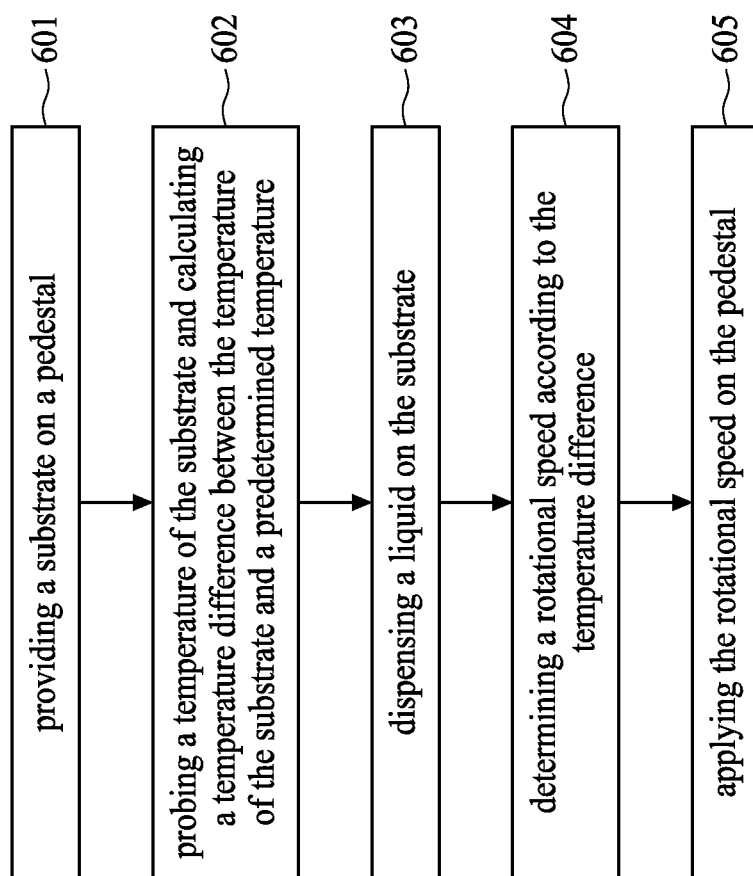 providing a substrate on a pedestal
601
probing a temperature of the substrate and calculating
a temperature difference between the temperature
of the substrate and a predetermined temperature
602
dispensing a liquid on the substrate
603
determining a rotational speed according to the
temperature difference
604
applying the rotational speed on the pedestal
605